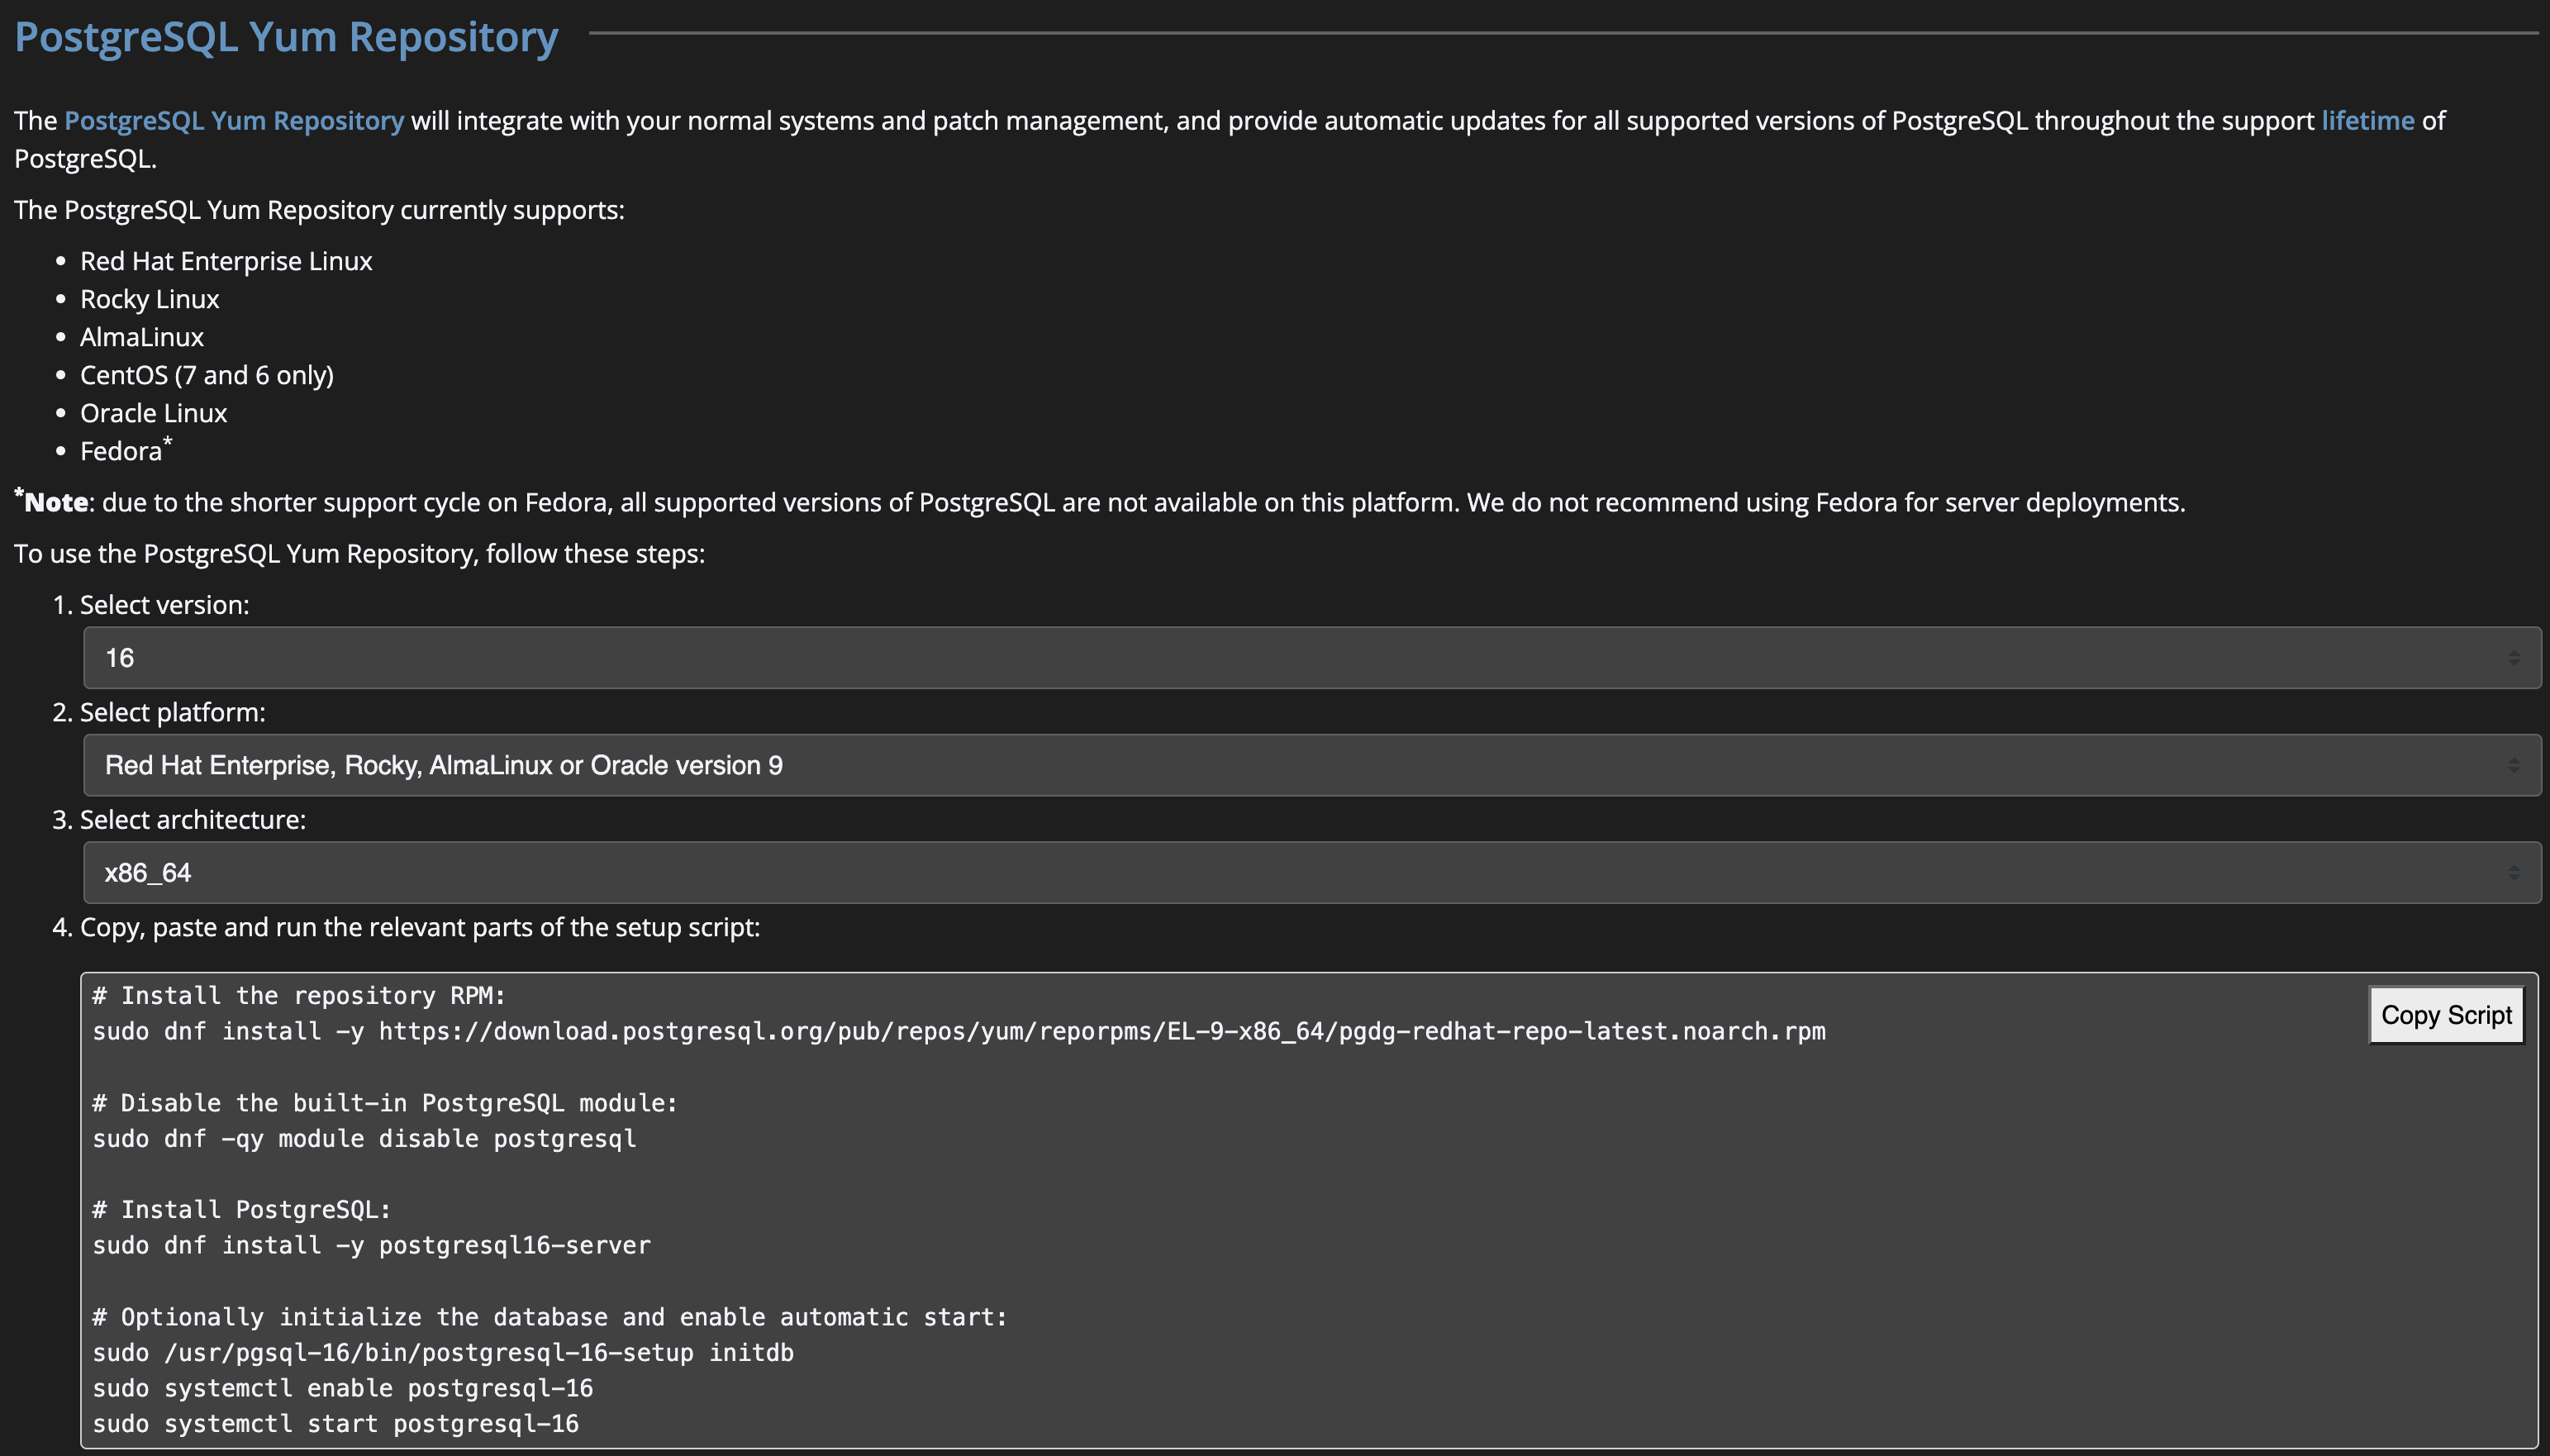 PostgreSQL Yum Repository
The PostgreSQL Yum Repository will integrate with your normal systems and patch management, and provide automatic updates for all supported versions of PostgreSQL throughout the support lifetime of
PostgreSQL.
The PostgreSQL Yum Repository currently supports:
• Red Hat Enterprise Linux
• Rocky Linux
• AlmaLinux
• CentOS (7 and 6 only)
• Oracle Linux
• Fedora*
*Note: due to the shorter support cycle on Fedora, all supported versions of PostgreSQL are not available on this platform. We do not recommend using Fedora for server deployments.
To use the PostgreSQL Yum Repository, follow these steps:
1. Select version:
16
2. Select platform:
Red Hat Enterprise, Rocky, AlmaLinux or Oracle version 9
3. Select architecture:
x86_64
4. Copy, paste and run the relevant parts of the setup script:
Copy Script
# Install the repository RPM:
sudo dnf install -y https://download.postgresql.org/pub/repos/yum/reporpms/EL-9-x86_64/pgdg-redhat-repo-latest.noarch.rpm
# Disable the built-in PostgreSQL module:
sudo dnf -qy module disable postgresql
# Install PostgreSQL:
sudo dnf install -y postgresql16-server
# Optionally initialize the database and enable automatic start:
sudo /usr/pgsql-16/bin/postgresql-16-setup initdb
sudo systemctl enable postgresql-16
sudo systemctl start postgresql-16